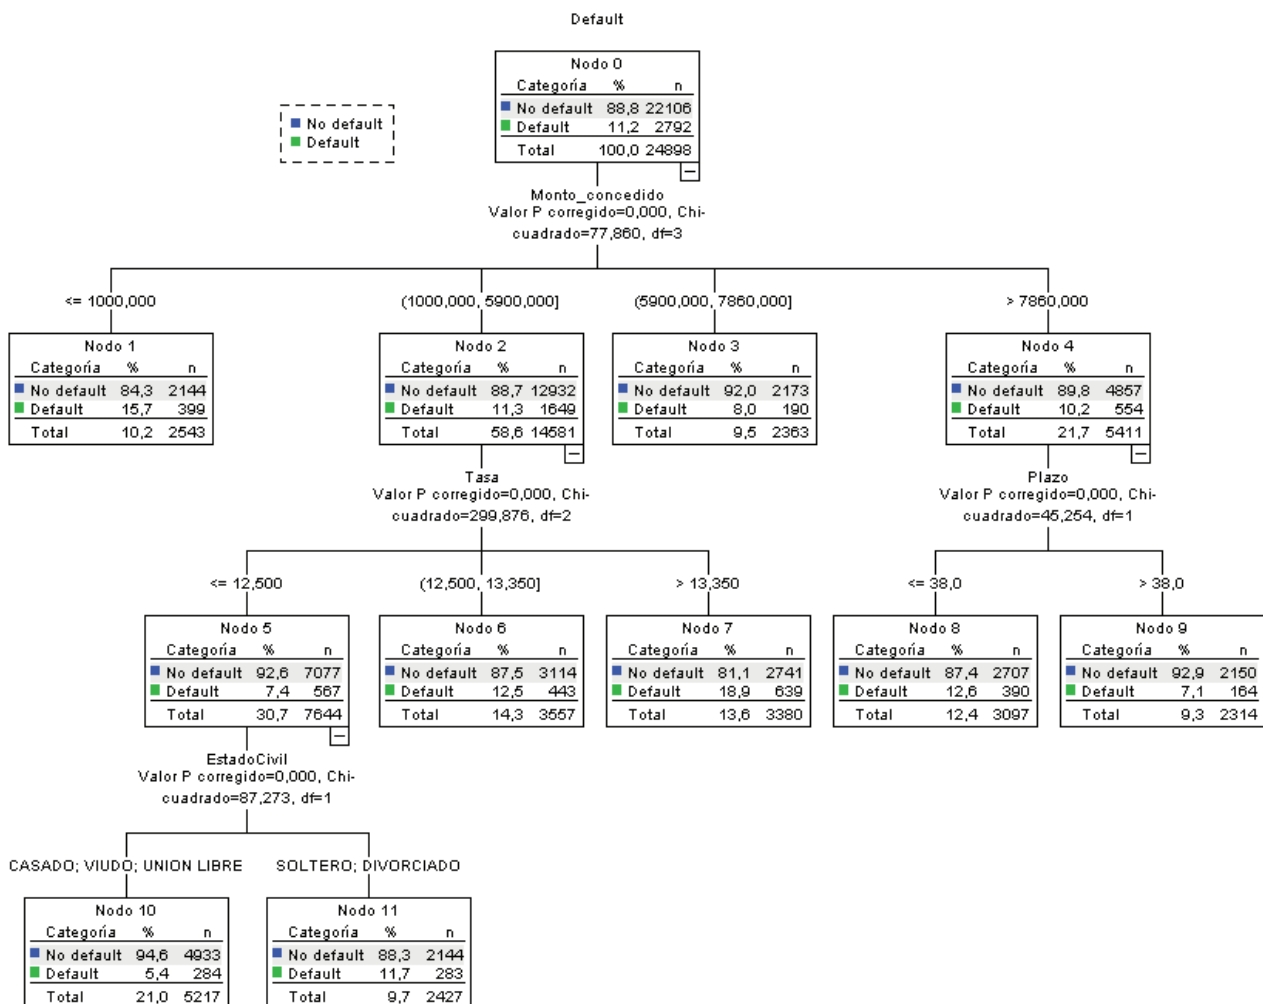 Default
No default
Default
Nodo 0
Categoría % n
No default 88,8 22106
Default 11,2 2792
Total 100,0 24898
Monto_concedido
Valor P corregido=0,000, Chi-
cuadrado=77,860, df=3
<= 1000,000
(1000,000, 5900,000]
(5900,000, 7860,000]
> 7860,000
Nodo 1
Categoría % n
No default 84,3 2144
Default 15,7 399
Total 10,2 2543
Nodo 2
Categoría % n
No default 88,7 12932
Default 11,3 1649
Total 58,6 14581
Nodo 3
Categoría % n
No default 92,0 2173
Default 8,0 190
Total 9,5 2363
Nodo 4
Categoría % n
No default 89,8 4857
Default 10,2 554
Total 21,7 5411
Tasa
Valor P corregido=0,000, Chi-
cuadrado=299,876, df=2
Plazo
Valor P corregido=0,000, Chi-
cuadrado=45,254, df=1
<= 12,500
(12,500, 13,350]
> 13,350
<= 38,0
> 38,0
Nodo 5
Categoría % n
No default 92,6 7077
Default 7,4 567
Total 30,7 7644
Nodo 6
Categoría % n
No default 87,5 3114
Default 12,5 443
Total 14,3 3557
Nodo 7
Categoría % n
No default 81,1 2741
Default 18,9 639
Total 13,6 3380
Nodo 8
Categoría % n
No default 87,4 2707
Default 12,6 390
Total 12,4 3097
Nodo 9
Categoría % n
No default 92,9 2150
Default 7,1 164
Total 9,3 2314
EstadoCivil
Valor P corregido=0,000, Chi-
cuadrado=87,273, df=1
CASADO; VIUDO; UNION LIBRE
SOLTERO; DIVORCIADO
Nodo 10
Categoría % n
No default 94,6 4933
Default 5,4 284
Total 21,0 5217
Nodo 11
Categoría % n
No default 88,3 2144
Default 11,7 283
Total 9,7 2427